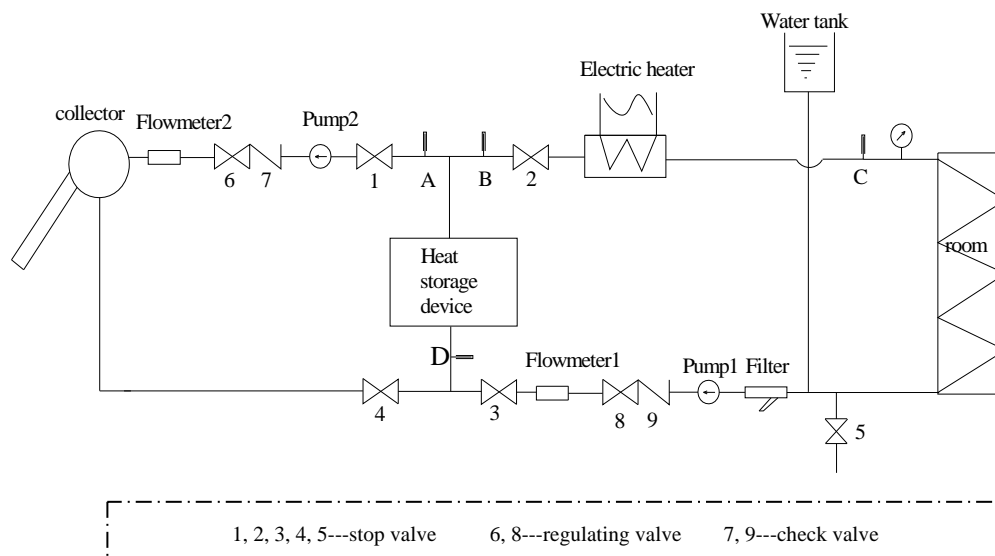 Water tank
Electric heater
collector
Flowmeter2
Pump2
6
7
1
A
B
2
C
room
Heat
storage
device
D
Flowmeter1
Pump1
Filter
4
3
8
9
5
1, 2, 3, 4, 5---stop valve
6, 8---regulating valve
7, 9---check valve